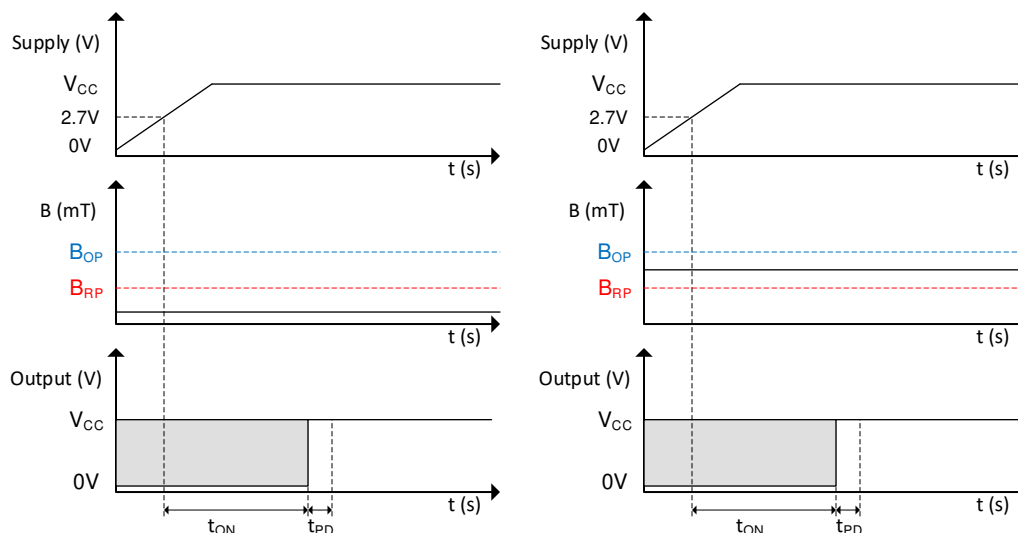 Supply (V)
VCC
2.7V
0V
t (s)
B (mT)
BOP
BRP
t (s)
Output (V)
VCC
0V
t (s)
tON
tPD
Supply (V)
VCC
2.7V
0V
t (s)
B (mT)
BOP
BRP
t (s)
Output (V)
VCC
0V
t (s)
tON
tPD